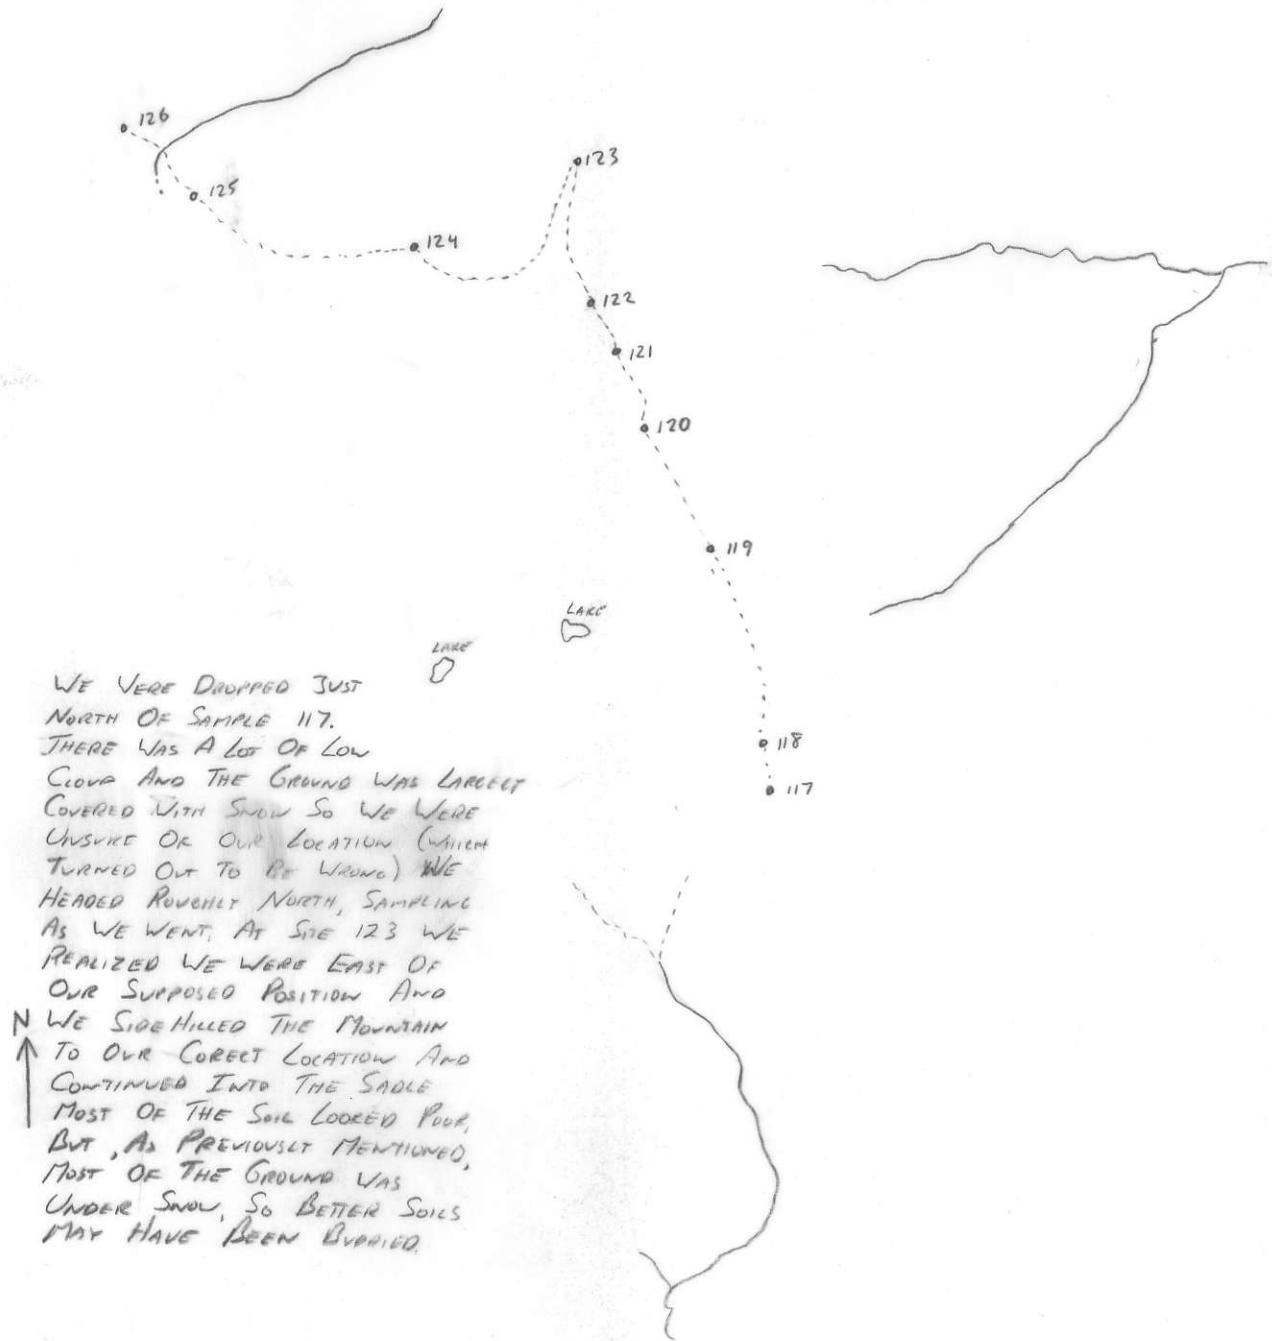 126
123
125
124
122
121
120
119
LAKE
LAKE
118
117
WE WERE DROPPED JUST
NORTH OF SAMPLE 117.
THERE WAS A LOT OF LOW
CLOUD AND THE GROUND WAS LARGELY
COVERED WITH SNOW SO WE WERE
UNSURE OF OUR LOCATION (WHICH
TURNED OUT TO BE WRONG) WE
HEADED ROUGHLY NORTH, SAMPLING
AS WE WENT. AT SITE 123 WE
REALIZED WE WERE EAST OF
OUR SUPPOSED POSITION AND
N
WE SIDE HILLED THE MOUNTAIN
TO OUR CORECT LOCATION AND
CONTINUED INTO THE SADLE
MOST OF THE SOIL LOOKED POOR,
BUT, AS PREVIOUSLY MENTIONED,
MOST OF THE GROUND WAS
UNDER SNOW, SO BETTER SOILS
MAY HAVE BEEN BURRIED.